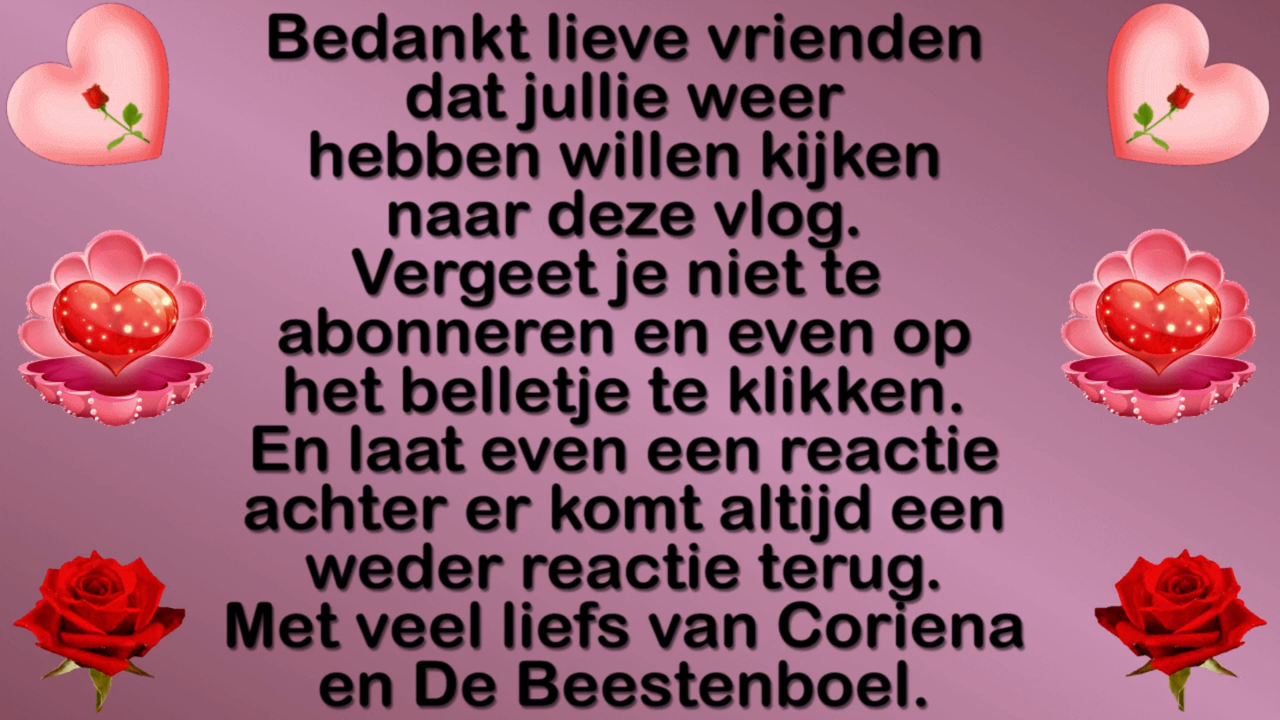 Bedankt lieve vrienden
dat jullie weer
hebben willen kijken
naar deze vlog.
Vergeet je niet te
abonneren en even op
het belletje te klikken.
En laat even een reactie
achter er komt altijd een
weder reactie terug.
Met veel liefs van Coriena
en De Beestenboel.